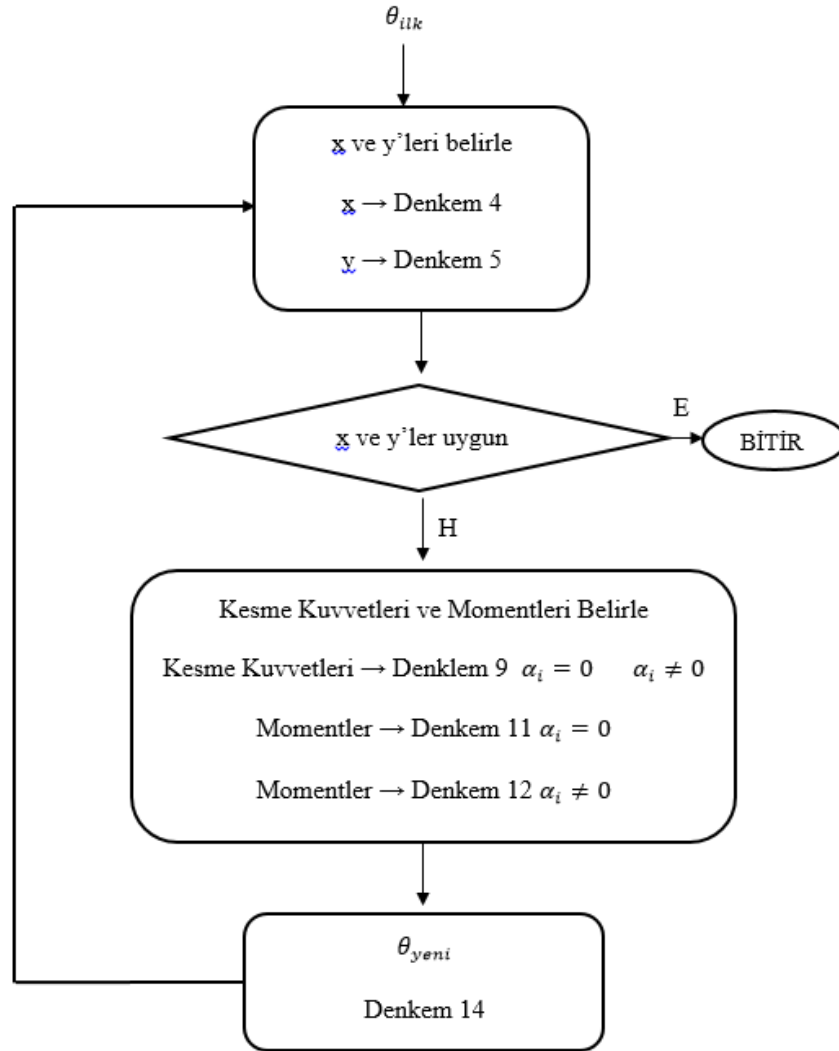 θ_ilk
x ve y’leri belirle
x → Denkem 4
y → Denkem 5
x ve y’ler uygun
E
BİTİR
H
Kesme Kuvvetleri ve Momentleri Belirle
Kesme Kuvvetleri → Denklem 9 α_i = 0 α_i ≠ 0
Momentler → Denkem 11 α_i = 0
Momentler → Denkem 12 α_i ≠ 0
θ_yeni
Denkem 14